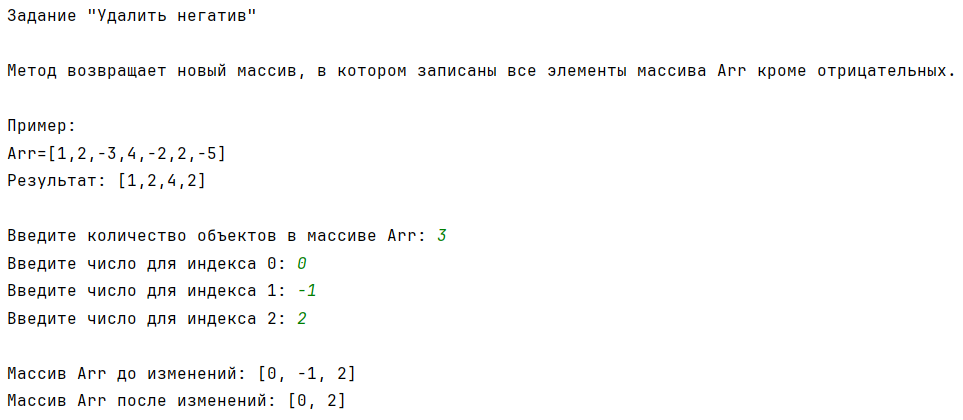 Задание "Удалить негатив"
Метод возвращает новый массив, в котором записаны все элементы массива Arr кроме отрицательных.
Пример:
Arr=[1,2,-3,4,-2,2,-5]
Результат: [1,2,4,2]
Введите количество объектов в массиве Arr: 3
Введите число для индекса 0: 0
Введите число для индекса 1: -1
Введите число для индекса 2: 2
Массив Arr до изменений: [0, -1, 2]
Массив Arr после изменений: [0, 2]